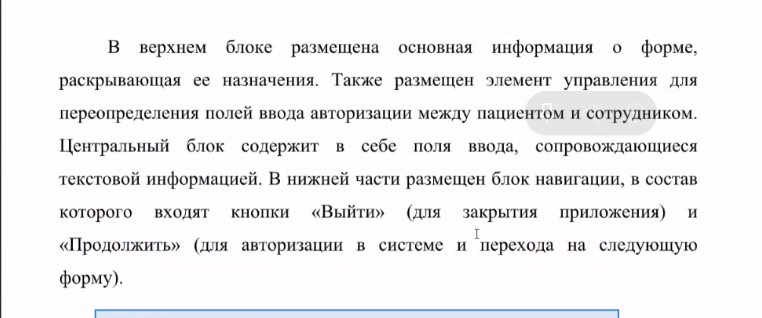 В верхнем блоке размещена основная информация о форме,
раскрывающая ее назначения. Также размещен элемент управления для
переопределения полей ввода авторизации между пациентом и сотрудником.
Центральный блок содержит в себе поля ввода, сопровождающиеся
текстовой информацией. В нижней части размещен блок навигации, в состав
которого входят кнопки «Выйти» (для закрытия приложения) и
«Продолжить» (для авторизации в системе и перехода на следующую
форму).